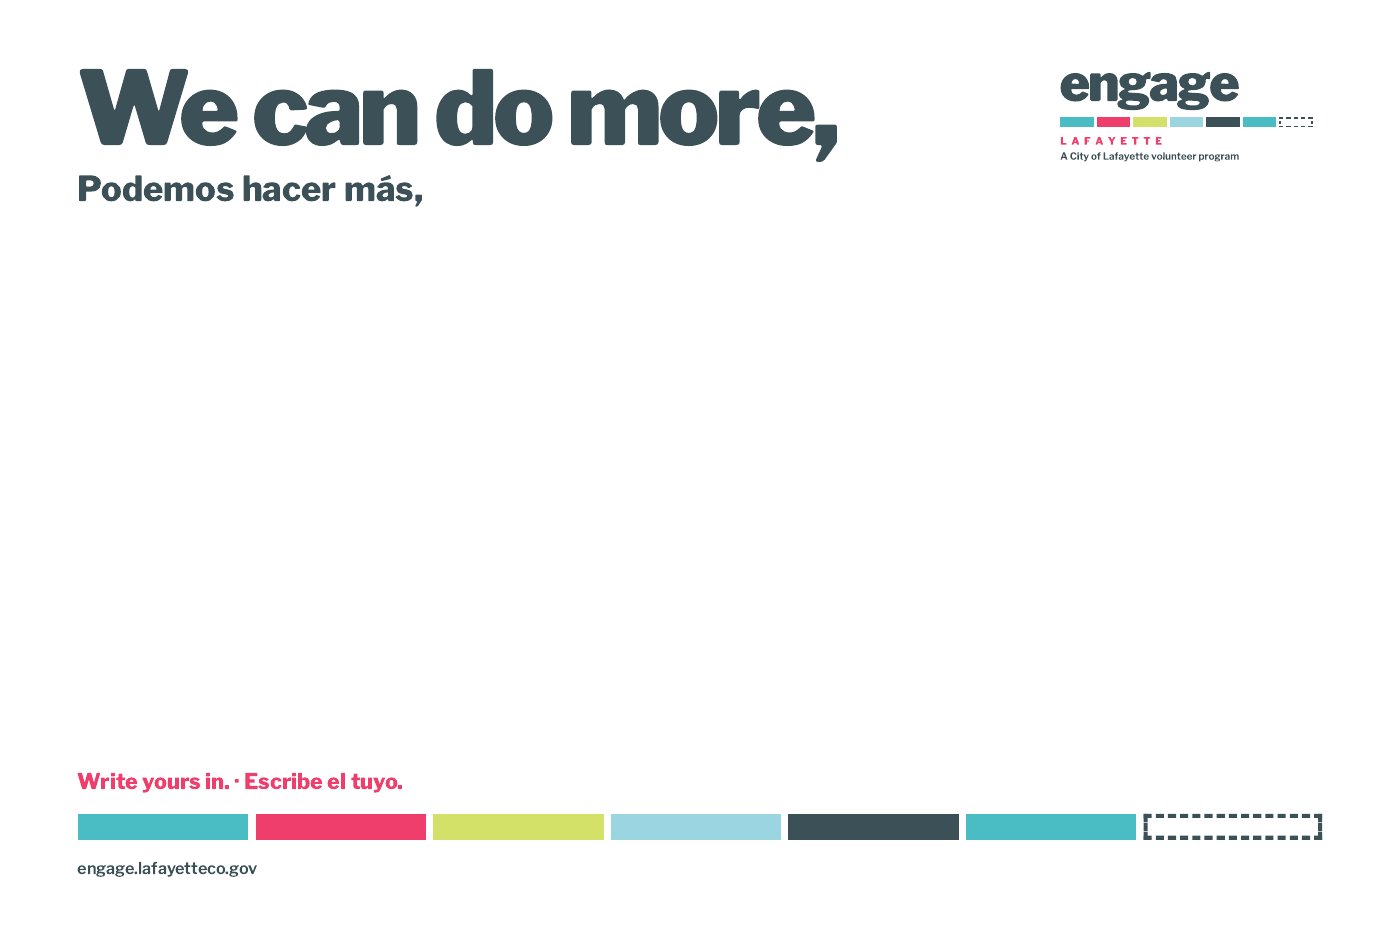 We can do more,
Podemos hacer más,
engage
LAFAYETTE
A City of Lafayette volunteer program
Write yours in. · Escribe el tuyo.
engage.lafayetteco.gov